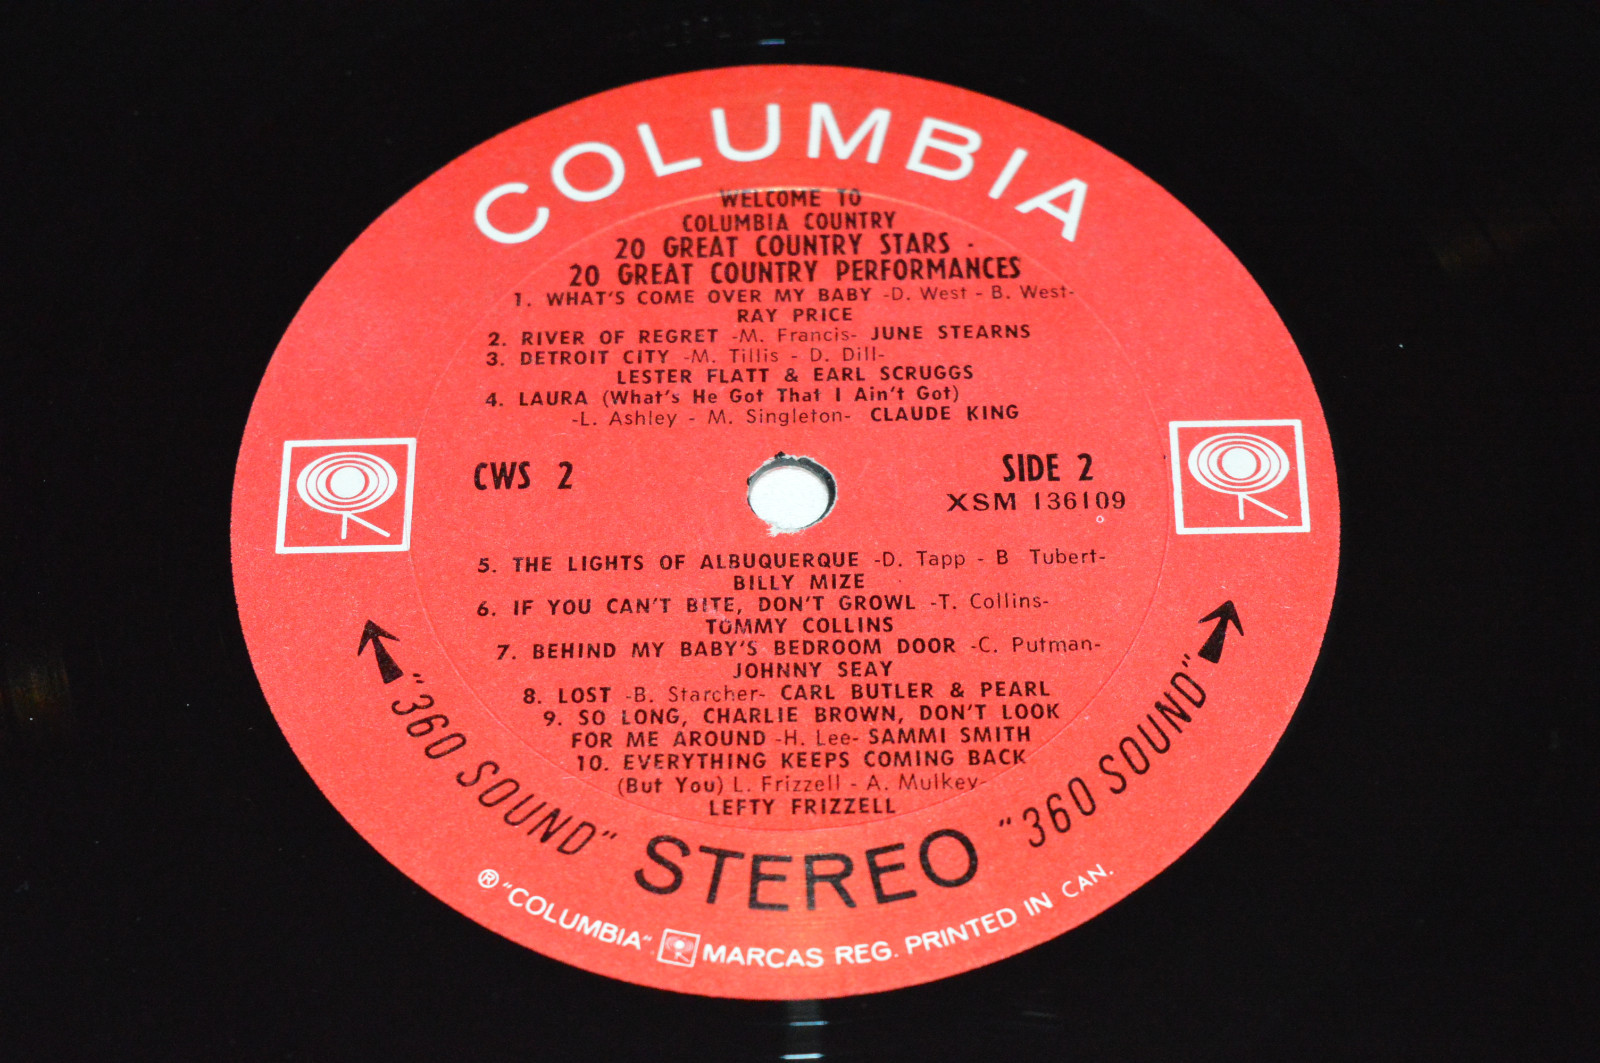 COLUMBIA
WELCOME TO
COLUMBIA COUNTRY
20 GREAT COUNTRY STARS -
20 GREAT COUNTRY PERFORMANCES
1. WHAT'S COME OVER MY BABY -D. West - B. West-
RAY PRICE
2. RIVER OF REGRET -M. Francis- JUNE STEARNS
3. DETROIT CITY -M. Tillis - D. Dill-
LESTER FLATT & EARL SCRUGGS
4. LAURA (What's He Got That I Ain't Got)
-L. Ashley - M. Singleton- CLAUDE KING
CWS 2
SIDE 2
XSM 136109
5. THE LIGHTS OF ALBUQUERQUE -D. Tapp - B Tubert-
BILLY MIZE
6. IF YOU CAN'T BITE, DON'T GROWL -T. Collins-
TOMMY COLLINS
7. BEHIND MY BABY'S BEDROOM DOOR -C. Putman-
JOHNNY SEAY
8. LOST -B. Starcher- CARL BUTLER & PEARL
9. SO LONG, CHARLIE BROWN, DON'T LOOK
FOR ME AROUND -H. Lee- SAMMI SMITH
10. EVERYTHING KEEPS COMING BACK
(But You) L. Frizzell - A. Mulkey-
LEFTY FRIZZELL
"360 SOUND" STEREO "360 SOUND"
® "COLUMBIA" MARCAS REG. PRINTED IN CAN.